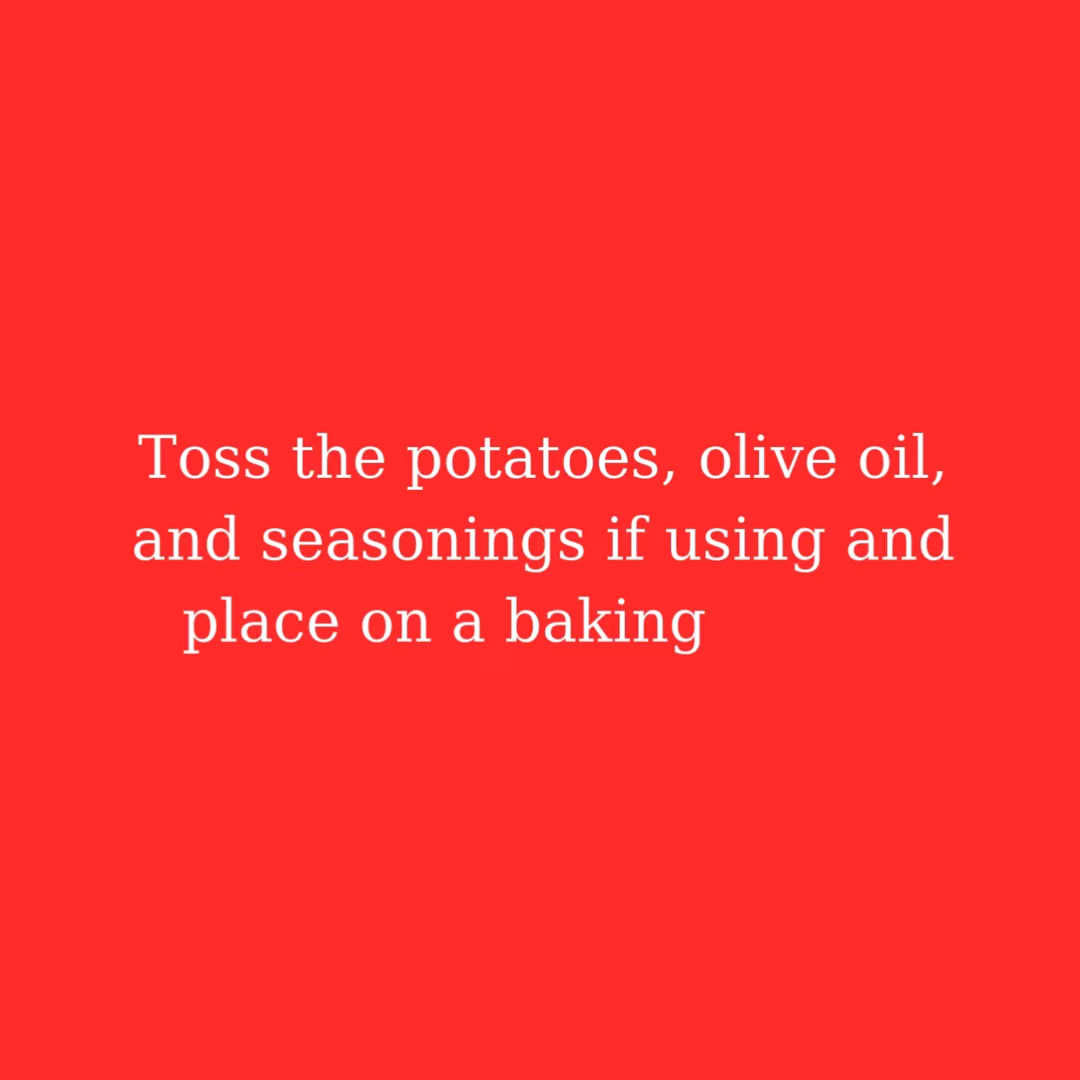 Toss the potatoes, olive oil,
and seasonings if using and
place on a baking